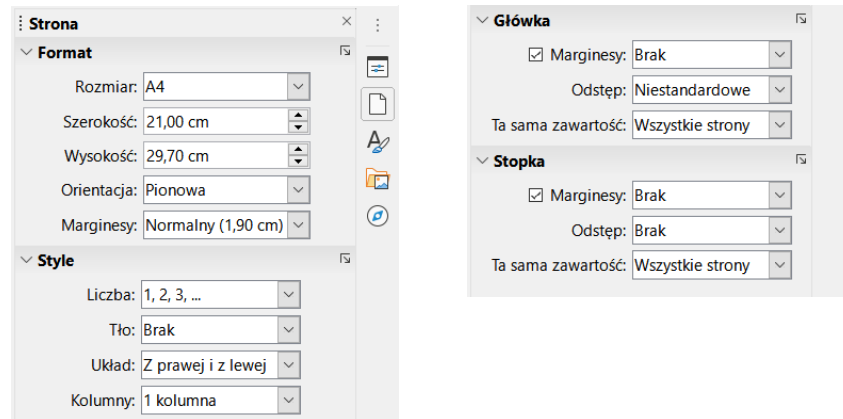 Strona
Format
Rozmiar: A4
Szerokość: 21,00 cm
Wysokość: 29,70 cm
Orientacja: Pionowa
Marginesy: Normalny (1,90 cm)
Style
Liczba: 1, 2, 3, ...
Tło: Brak
Układ: Z prawej i z lewej
Kolumny: 1 kolumna
Główka
Marginesy: Brak
Odstęp: Niestandardowe
Ta sama zawartość: Wszystkie strony
Stopka
Marginesy: Brak
Odstęp: Brak
Ta sama zawartość: Wszystkie strony